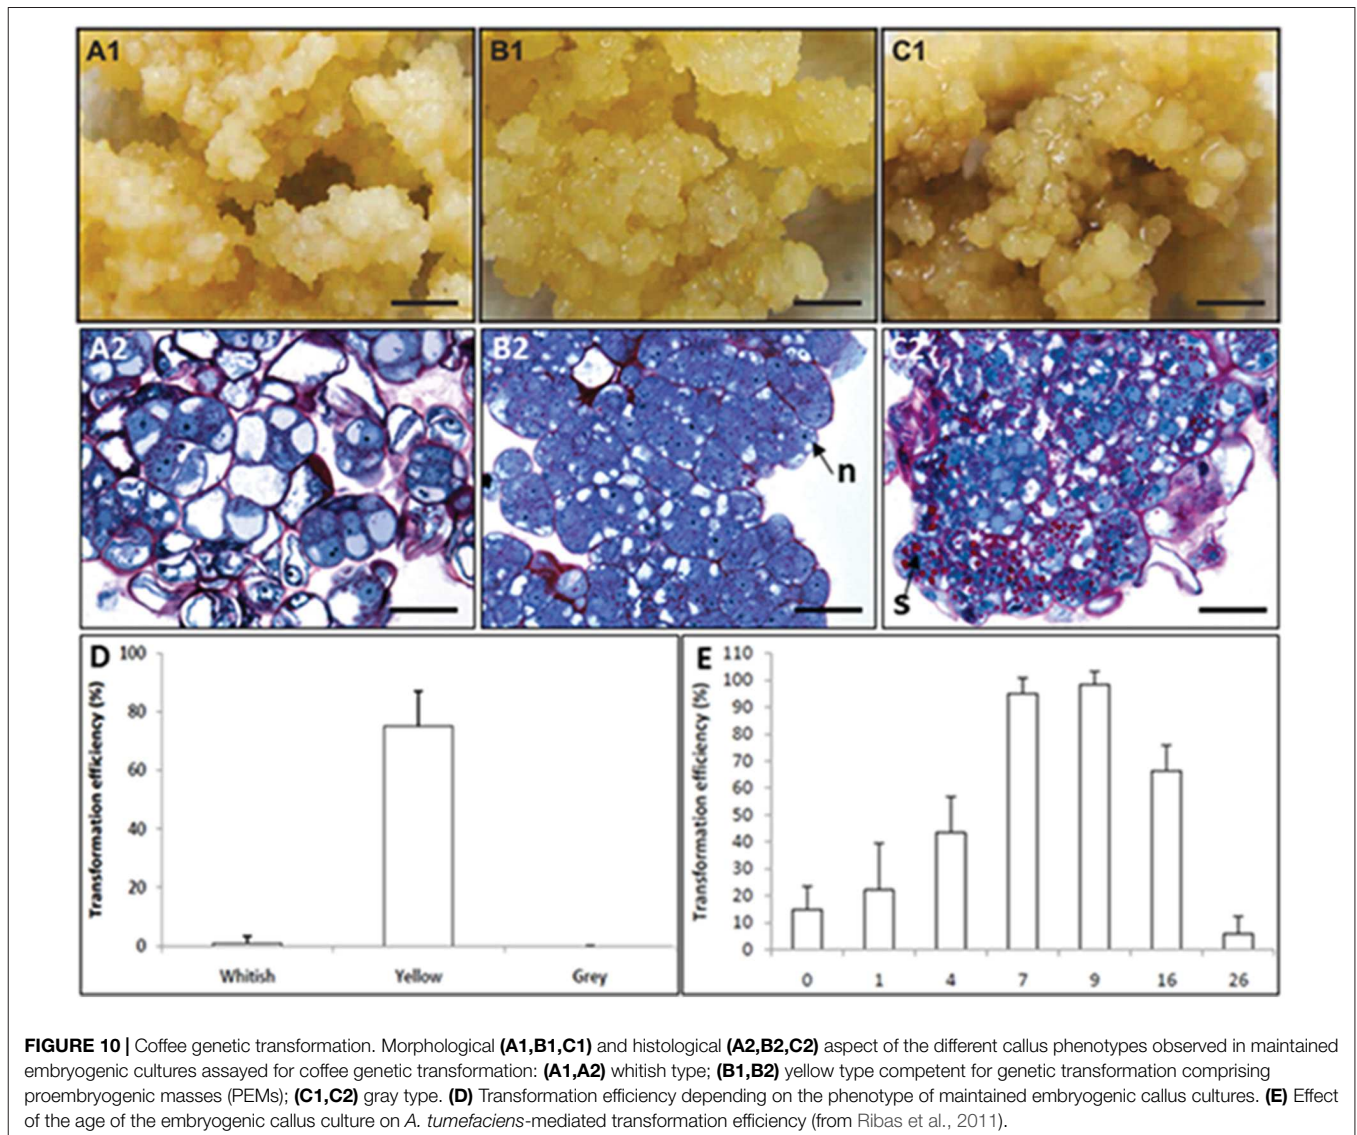 A1
B1
C1
A2
B2
n
C2
s
D
Transformation efficiency (%)
100
80
60
40
20
0
Whitish
Yellow
Grey
E
Transformation efficiency (%)
110
100
90
80
70
60
50
40
30
20
10
0
0 1 4 7 9 16 26
FIGURE 10 | Coffee genetic transformation. Morphological (A1,B1,C1) and histological (A2,B2,C2) aspect of the different callus phenotypes observed in maintained
embryogenic cultures assayed for coffee genetic transformation: (A1,A2) whitish type; (B1,B2) yellow type competent for genetic transformation comprising
proembryogenic masses (PEMs); (C1,C2) gray type. (D) Transformation efficiency depending on the phenotype of maintained embryogenic callus cultures. (E) Effect
of the age of the embryogenic callus culture on A. tumefaciens-mediated transformation efficiency (from Ribas et al., 2011).